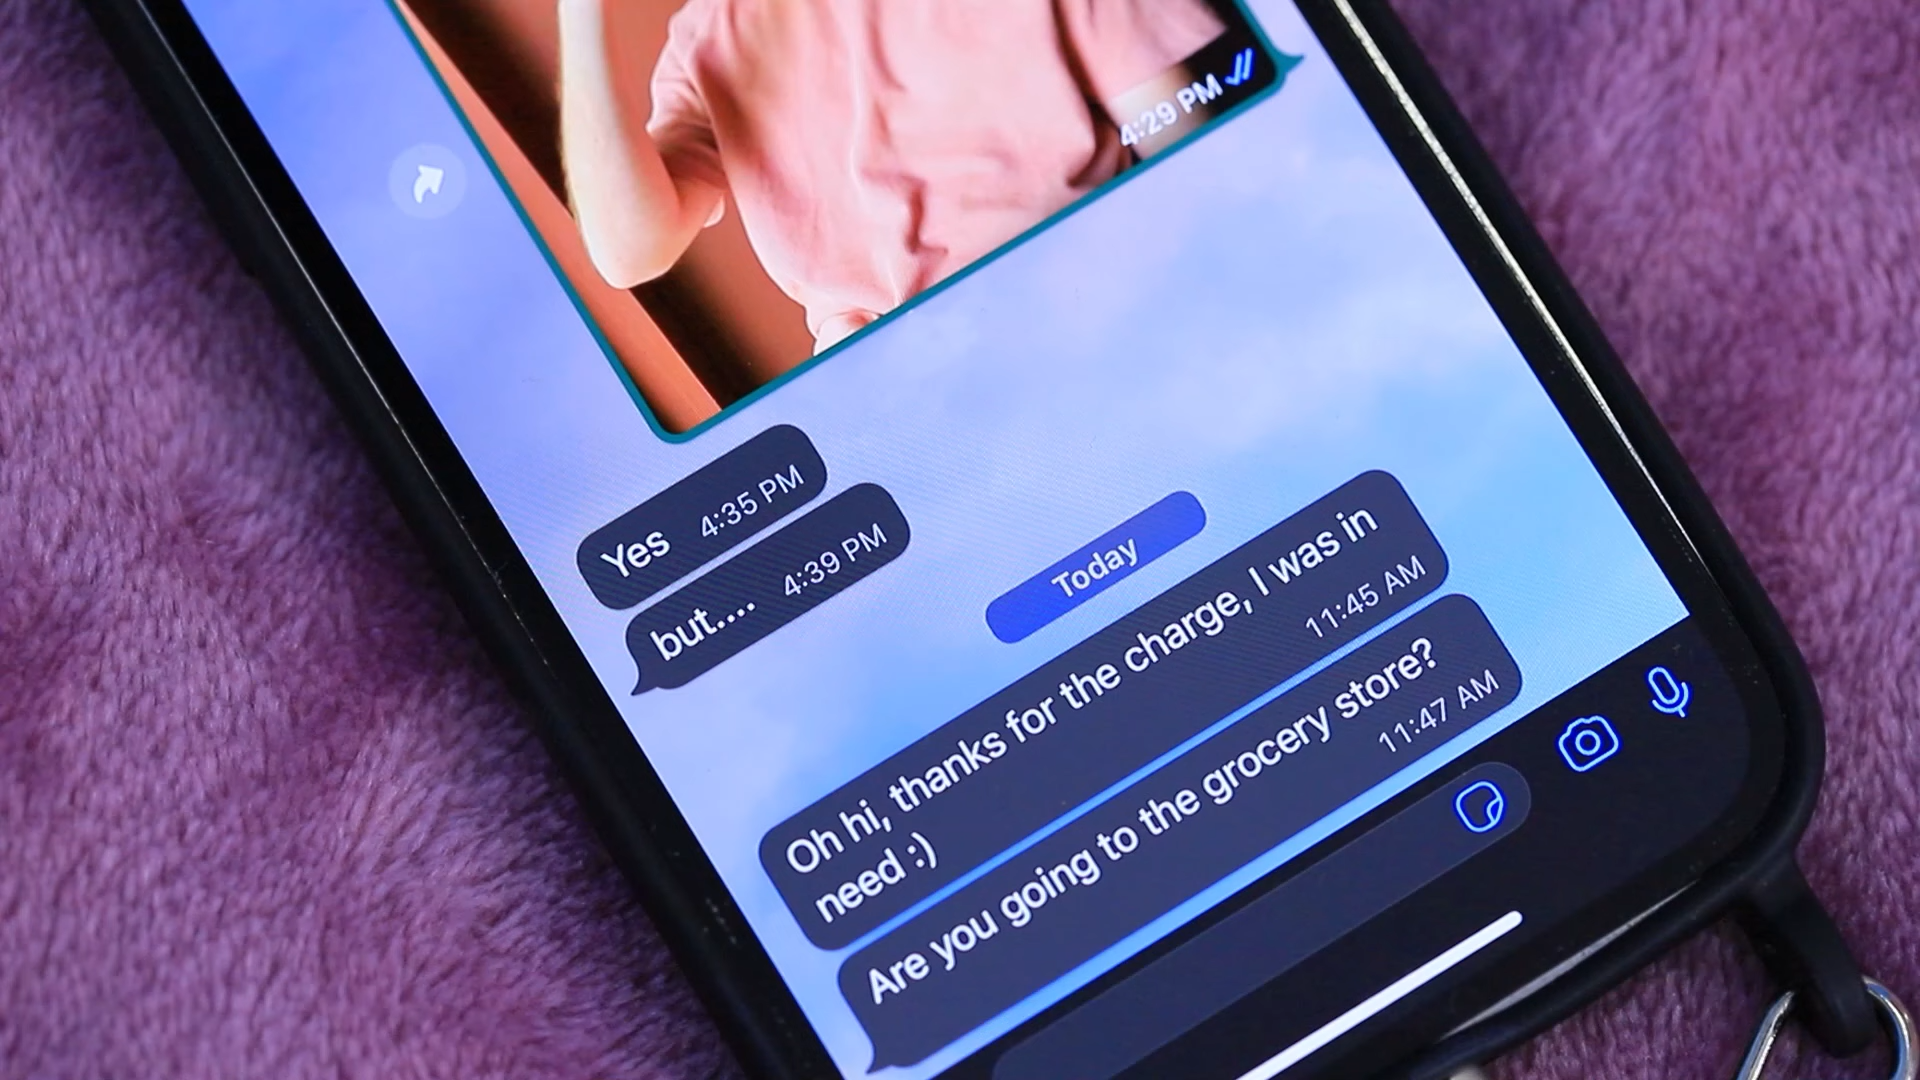 4:29 PM
Yes 4:35 PM
but.... 4:39 PM
Today
Oh hi, thanks for the charge, I was in
need :) 11:45 AM
Are you going to the grocery store?
11:47 AM